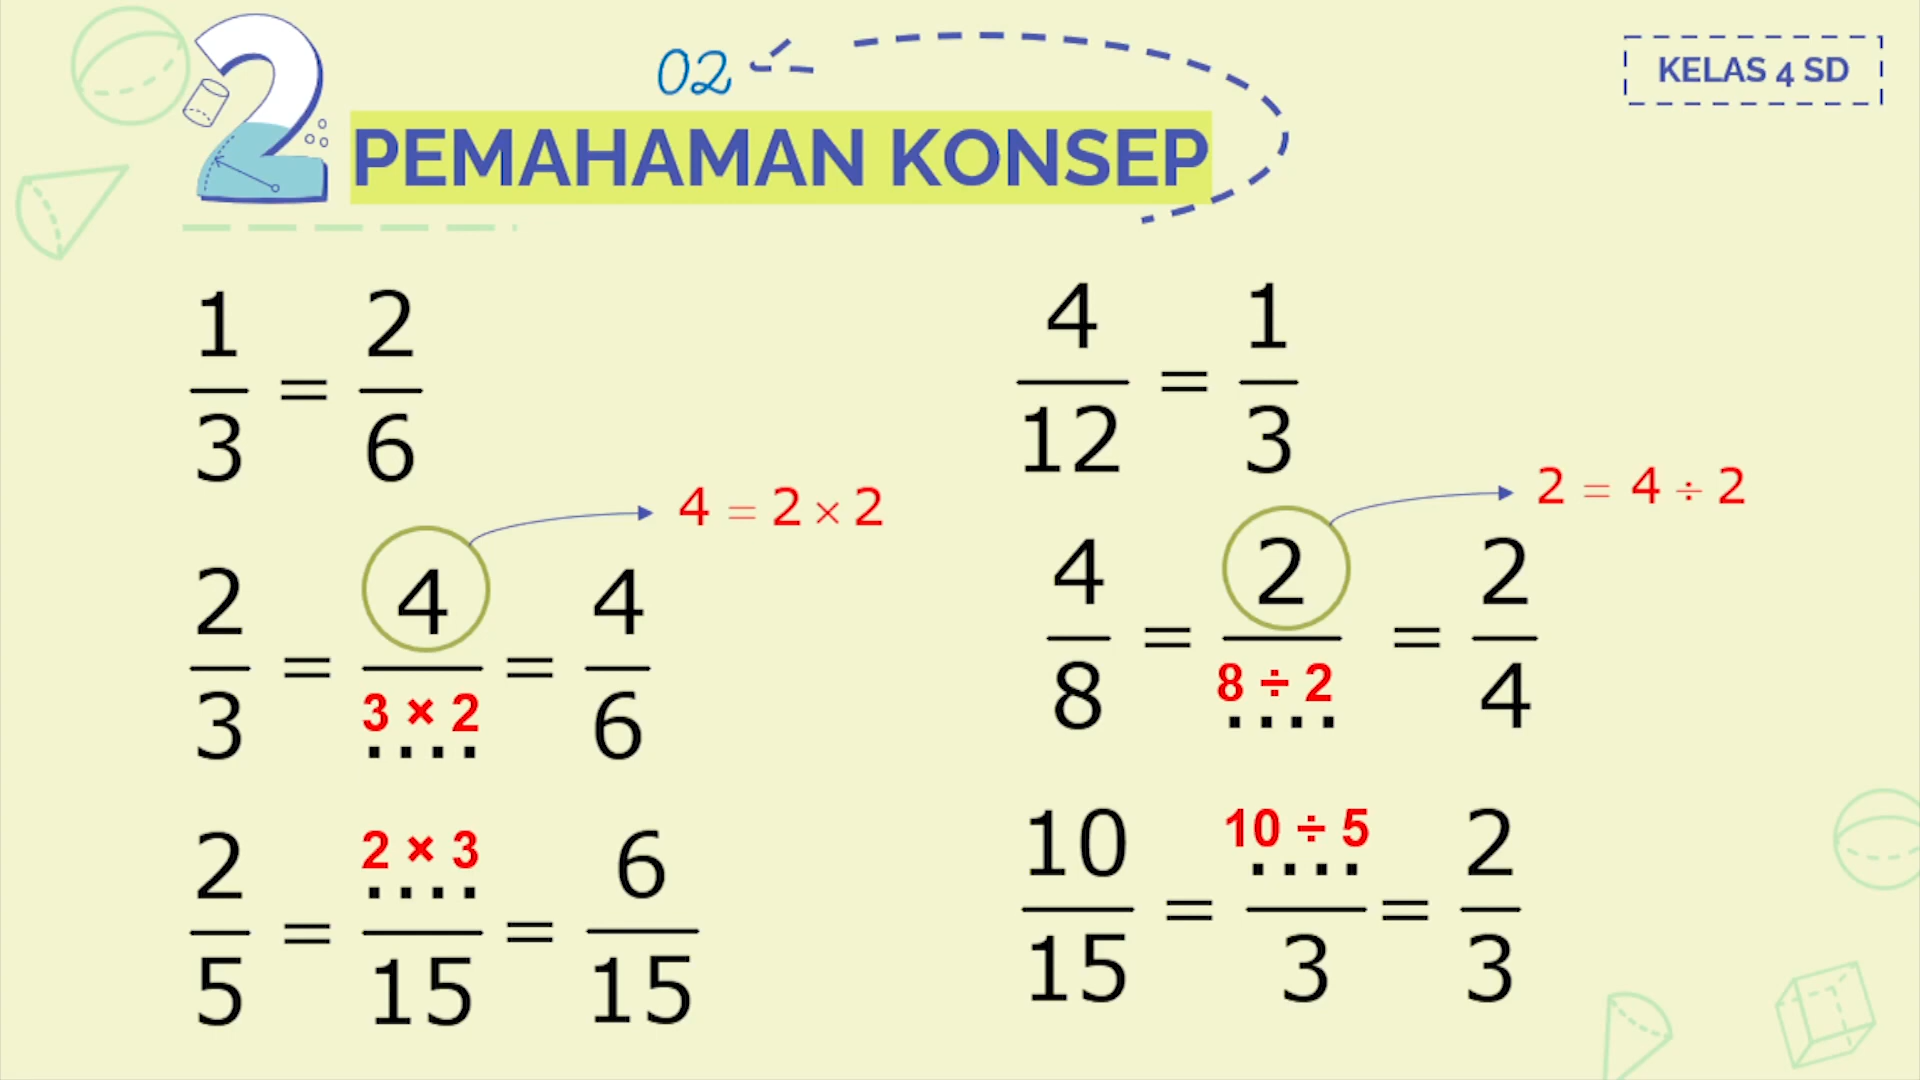 2
02
KELAS 4 SD
PEMAHAMAN KONSEP
1/3 = 2/6
4 = 2 × 2
2/3 = 4/3 × 2 .... = 4/6
2/5 = 2 × 3 ..../15 = 6/15
4/12 = 1/3
2 = 4 ÷ 2
4/8 = 2/8 ÷ 2 .... = 2/4
10/15 = 10 ÷ 5 ..../3 = 2/3